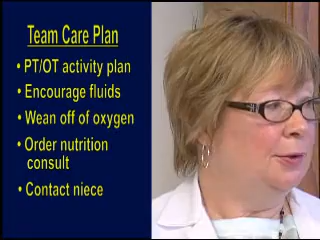 Team Care Plan
• PT/OT activity plan
• Encourage fluids
• Wean off of oxygen
• Order nutrition
consult
• Contact niece